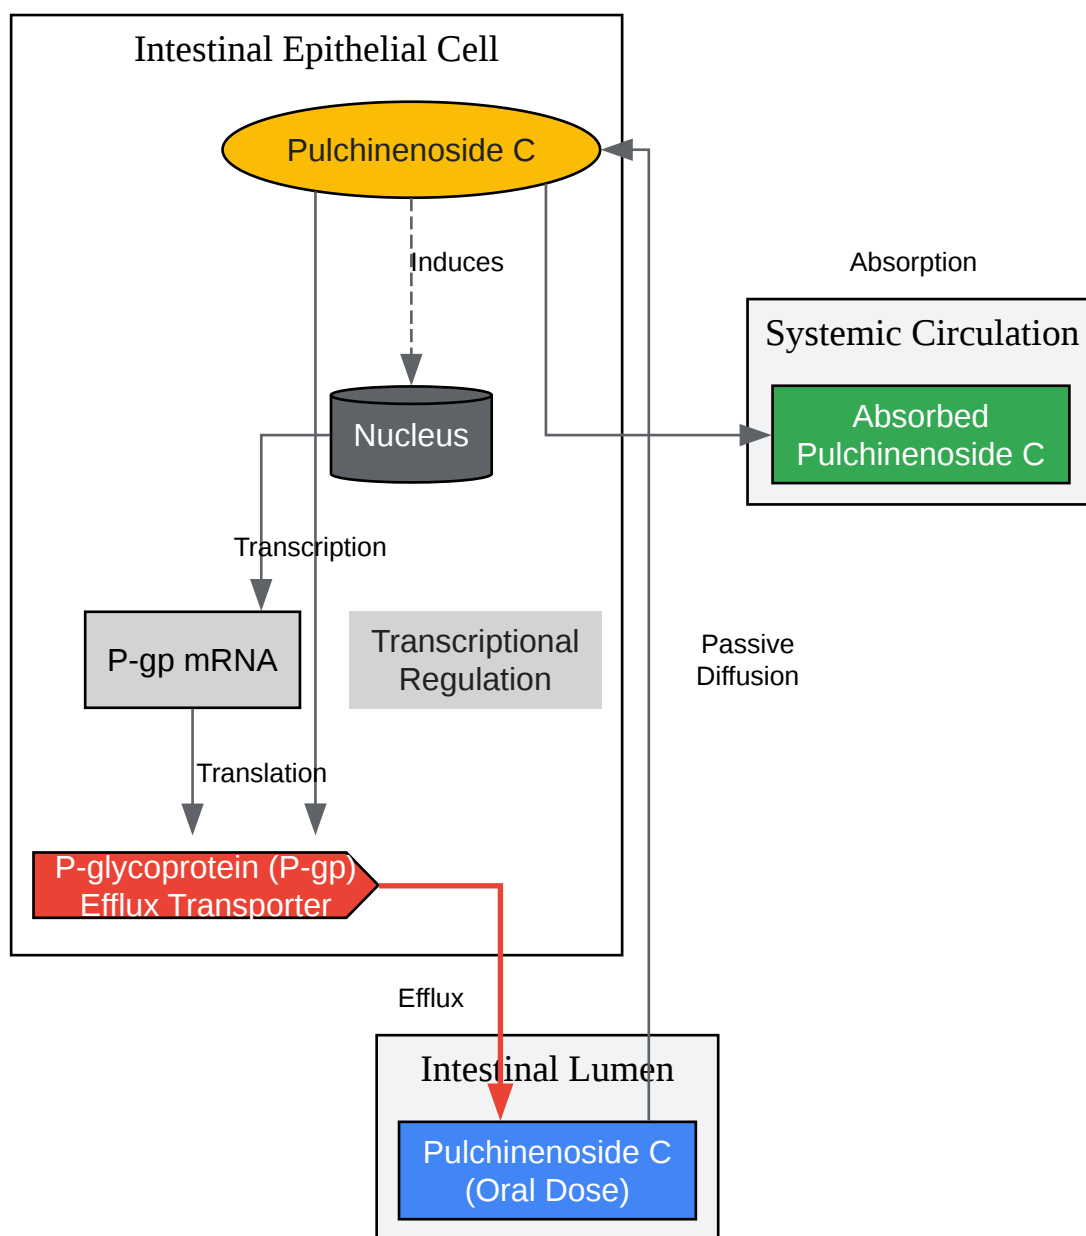 Intestinal Epithelial Cell
Pulchinenoside C
Induces
Absorption
Systemic Circulation
Absorbed
Pulchinenoside C
Nucleus
Transcription
P-gp mRNA
Transcriptional
Regulation
Passive
Diffusion
Translation
P-glycoprotein (P-gp)
Efflux Transporter
Efflux
Intestinal Lumen
Pulchinenoside C
(Oral Dose)